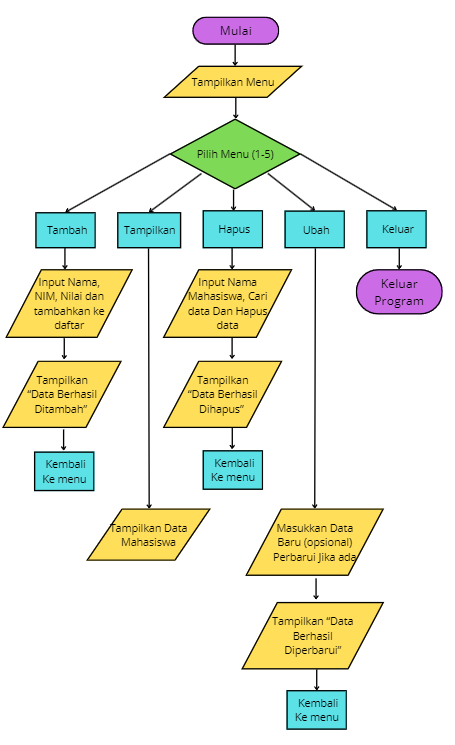 Mulai
Tampilkan Menu
Pilih Menu (1-5)
Tambah
Tampilkan
Hapus
Ubah
Keluar
Input Nama,
NIM, Nilai dan
tambahkan ke
daftar
Input Nama
Mahasiswa, Cari
data Dan Hapus
data
Keluar
Program
Tampilkan
“Data Berhasil
Ditambah”
Tampilkan
“Data Berhasil
Dihapus”
Kembali
Ke menu
Kembali
Ke menu
Tampilkan Data
Mahasiswa
Masukkan Data
Baru (opsional)
Perbarui Jika ada
Tampilkan “Data
Berhasil
Diperbarui”
Kembali
Ke menu